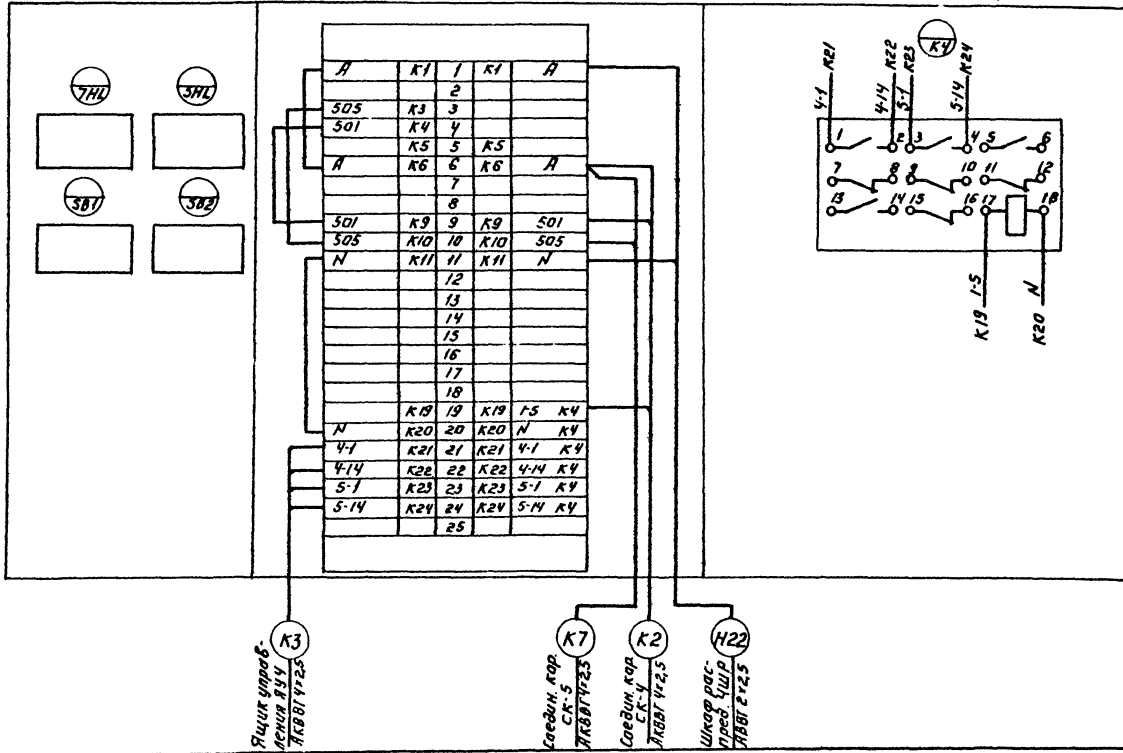 7HL
5HL
5B1
5B2
A K1 1 K1 A
2
505 K3 3
501 K4 4
K5 5 K5
A K6 6 K6 A
7
8
501 K9 9 K9 501
505 K10 10 K10 505
N K11 11 K11 N
12
13
14
15
16
17
18
K19 19 K19 1-5 K4
N K20 20 K20 N K4
4-1 K21 21 K21 4-1 K4
4-14 K22 22 K22 4-14 K4
5-1 K23 23 K23 5-1 K4
5-14 K24 24 K24 5-14 K4
25
K4
4-1 K21
4-14 K22
5-1 K23
5-14 K24
1 2 3 4 5 6
7 8 9 10 11 12
13 14 15 16 17 18
K19 1-5
K20 N
K3
Ящик управ-
ления ЯУ4
АКВВГ 4×2,5
K7
Соедин. кор.
СК-5
АКВВГ 4×2,5
K2
Соедин. кор.
СК-4
АКВВГ 4×2,5
H22
Шкаф рас-
пред. 4ШР
АВВГ 2×2,5